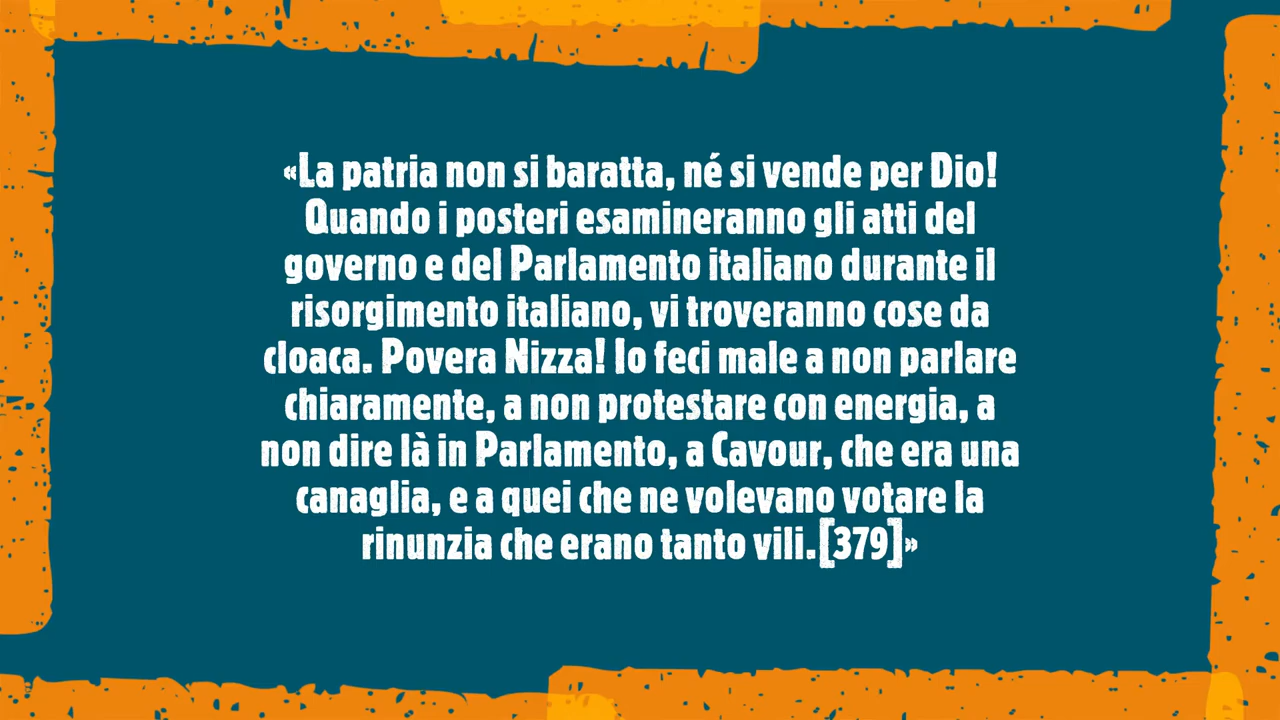 «La patria non si baratta, né si vende per Dio!
Quando i posteri esamineranno gli atti del
governo e del Parlamento italiano durante il
risorgimento italiano, vi troveranno cose da
cloaca. Povera Nizza! Io feci male a non parlare
chiaramente, a non protestare con energia, a
non dire là in Parlamento, a Cavour, che era una
canaglia, e a quei che ne volevano votare la
rinunzia che erano tanto vili.[379]»